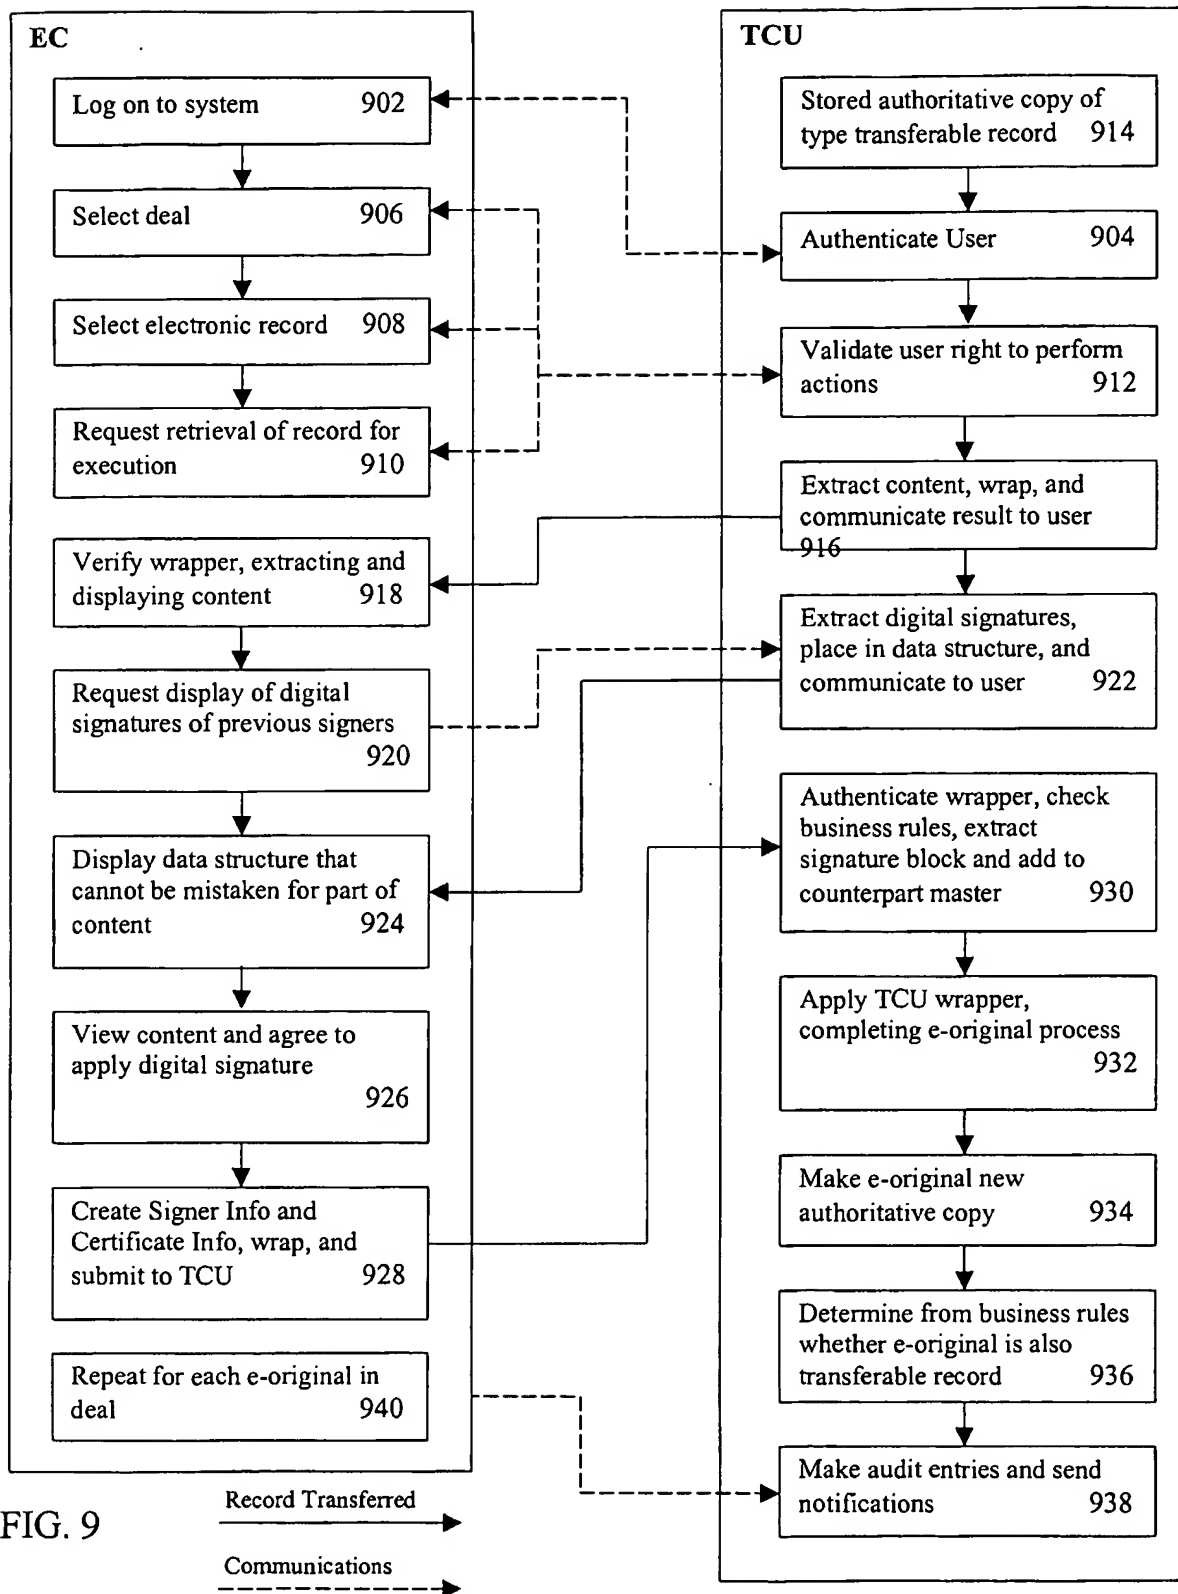 EC
Log on to system 902
Select deal 906
Select electronic record 908
Request retrieval of record for
execution 910
Verify wrapper, extracting and
displaying content 918
Request display of digital
signatures of previous signers
920
Display data structure that
cannot be mistaken for part of
content 924
View content and agree to
apply digital signature
926
Create Signer Info and
Certificate Info, wrap, and
submit to TCU 928
Repeat for each e-original in
deal 940
TCU
Stored authoritative copy of
type transferable record 914
Authenticate User 904
Validate user right to perform
actions 912
Extract content, wrap, and
communicate result to user
916
Extract digital signatures,
place in data structure, and
communicate to user 922
Authenticate wrapper, check
business rules, extract
signature block and add to
counterpart master 930
Apply TCU wrapper,
completing e-original process
932
Make e-original new
authoritative copy 934
Determine from business rules
whether e-original is also
transferable record 936
Make audit entries and send
notifications 938
FIG. 9
Record Transferred
Communications